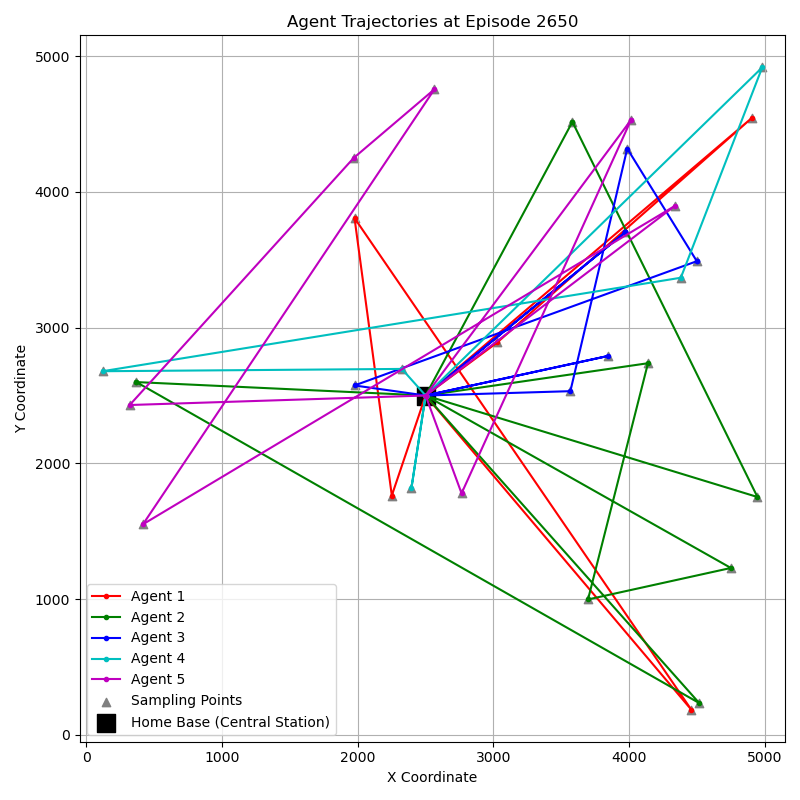 Agent Trajectories at Episode 2650
Y Coordinate
5000
4000
3000
2000
1000
0
Agent 1
Agent 2
Agent 3
Agent 4
Agent 5
Sampling Points
Home Base (Central Station)
0 1000 2000 3000 4000 5000
X Coordinate